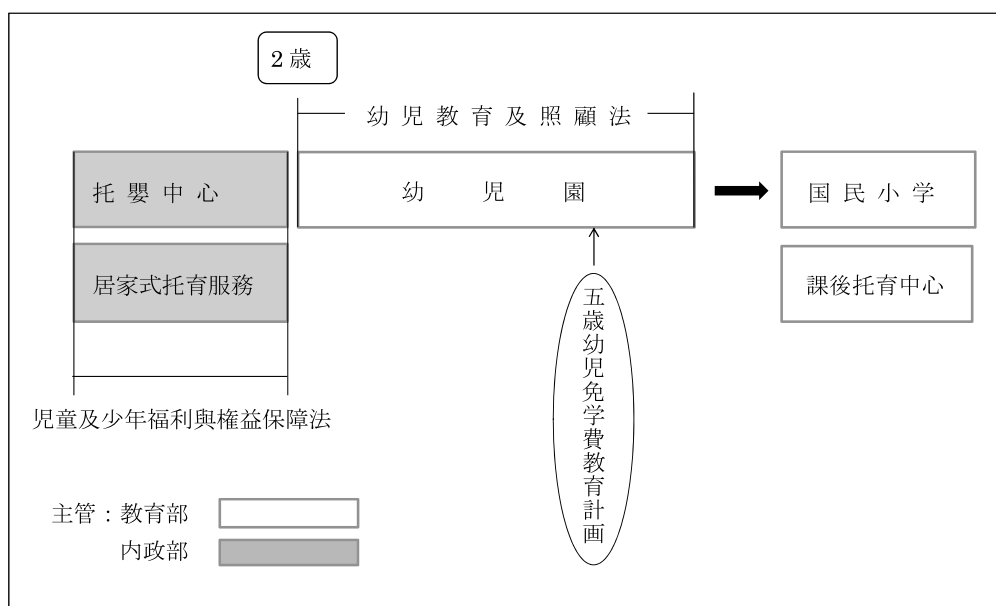 2歳
幼児教育及照顧法
托嬰中心
幼児園
国民小学
居家式托育服務
課後托育中心
五歳幼児免学費教育計画
児童及少年福利與権益保障法
主管：教育部
内政部